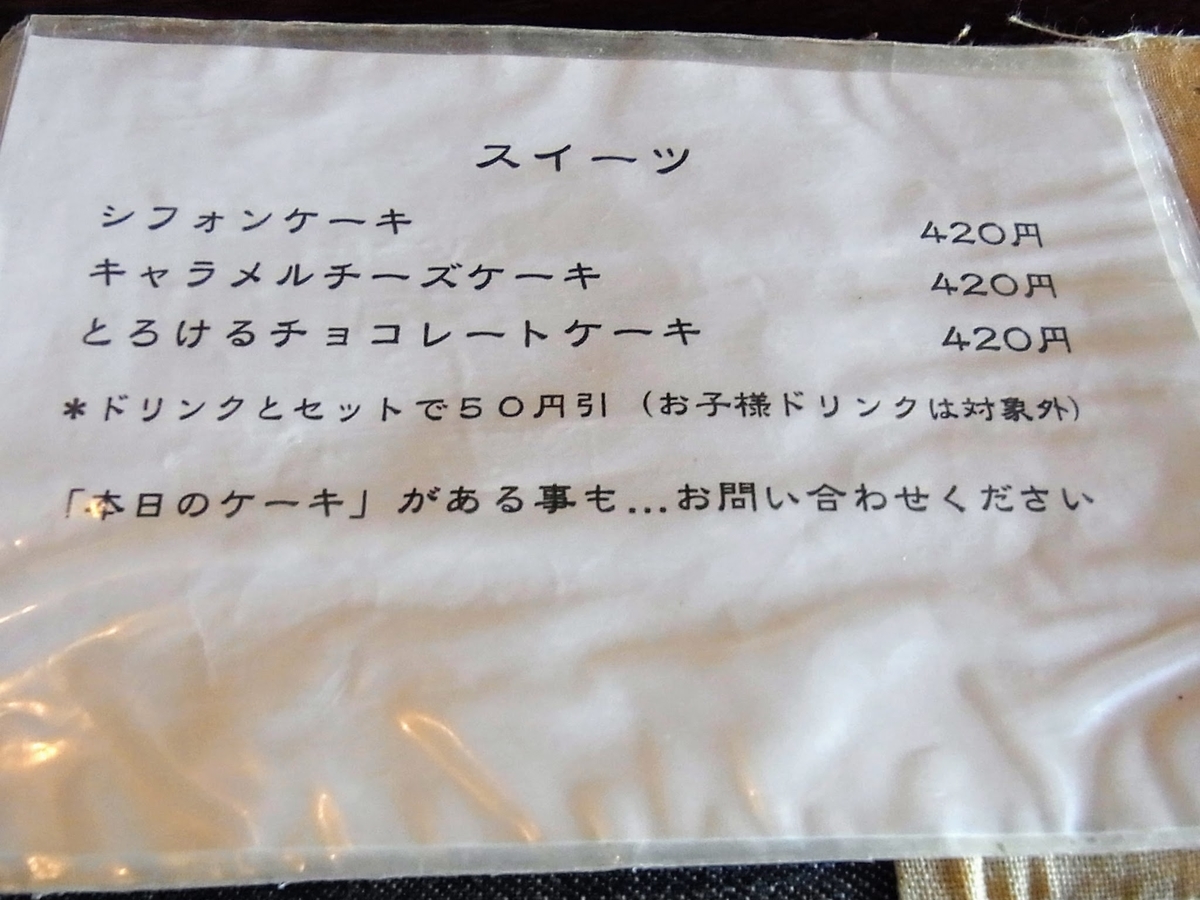 スイーツ
シフォンケーキ 420円
キャラメルチーズケーキ 420円
とろけるチョコレートケーキ 420円
*ドリンクとセットで50円引 (お子様ドリンクは対象外)
「本日のケーキ」がある事も…お問い合わせください